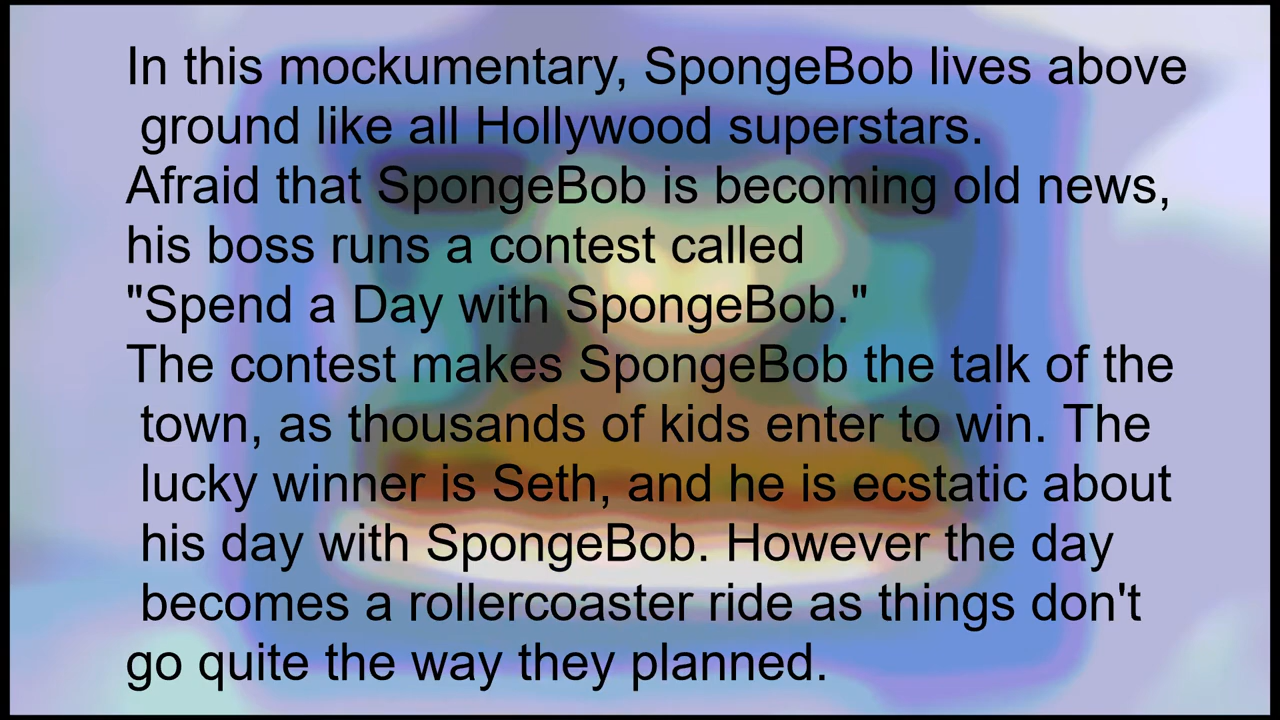 In this mockumentary, SpongeBob lives above
ground like all Hollywood superstars.
Afraid that SpongeBob is becoming old news,
his boss runs a contest called
"Spend a Day with SpongeBob."
The contest makes SpongeBob the talk of the
town, as thousands of kids enter to win. The
lucky winner is Seth, and he is ecstatic about
his day with SpongeBob. However the day
becomes a rollercoaster ride as things don't
go quite the way they planned.